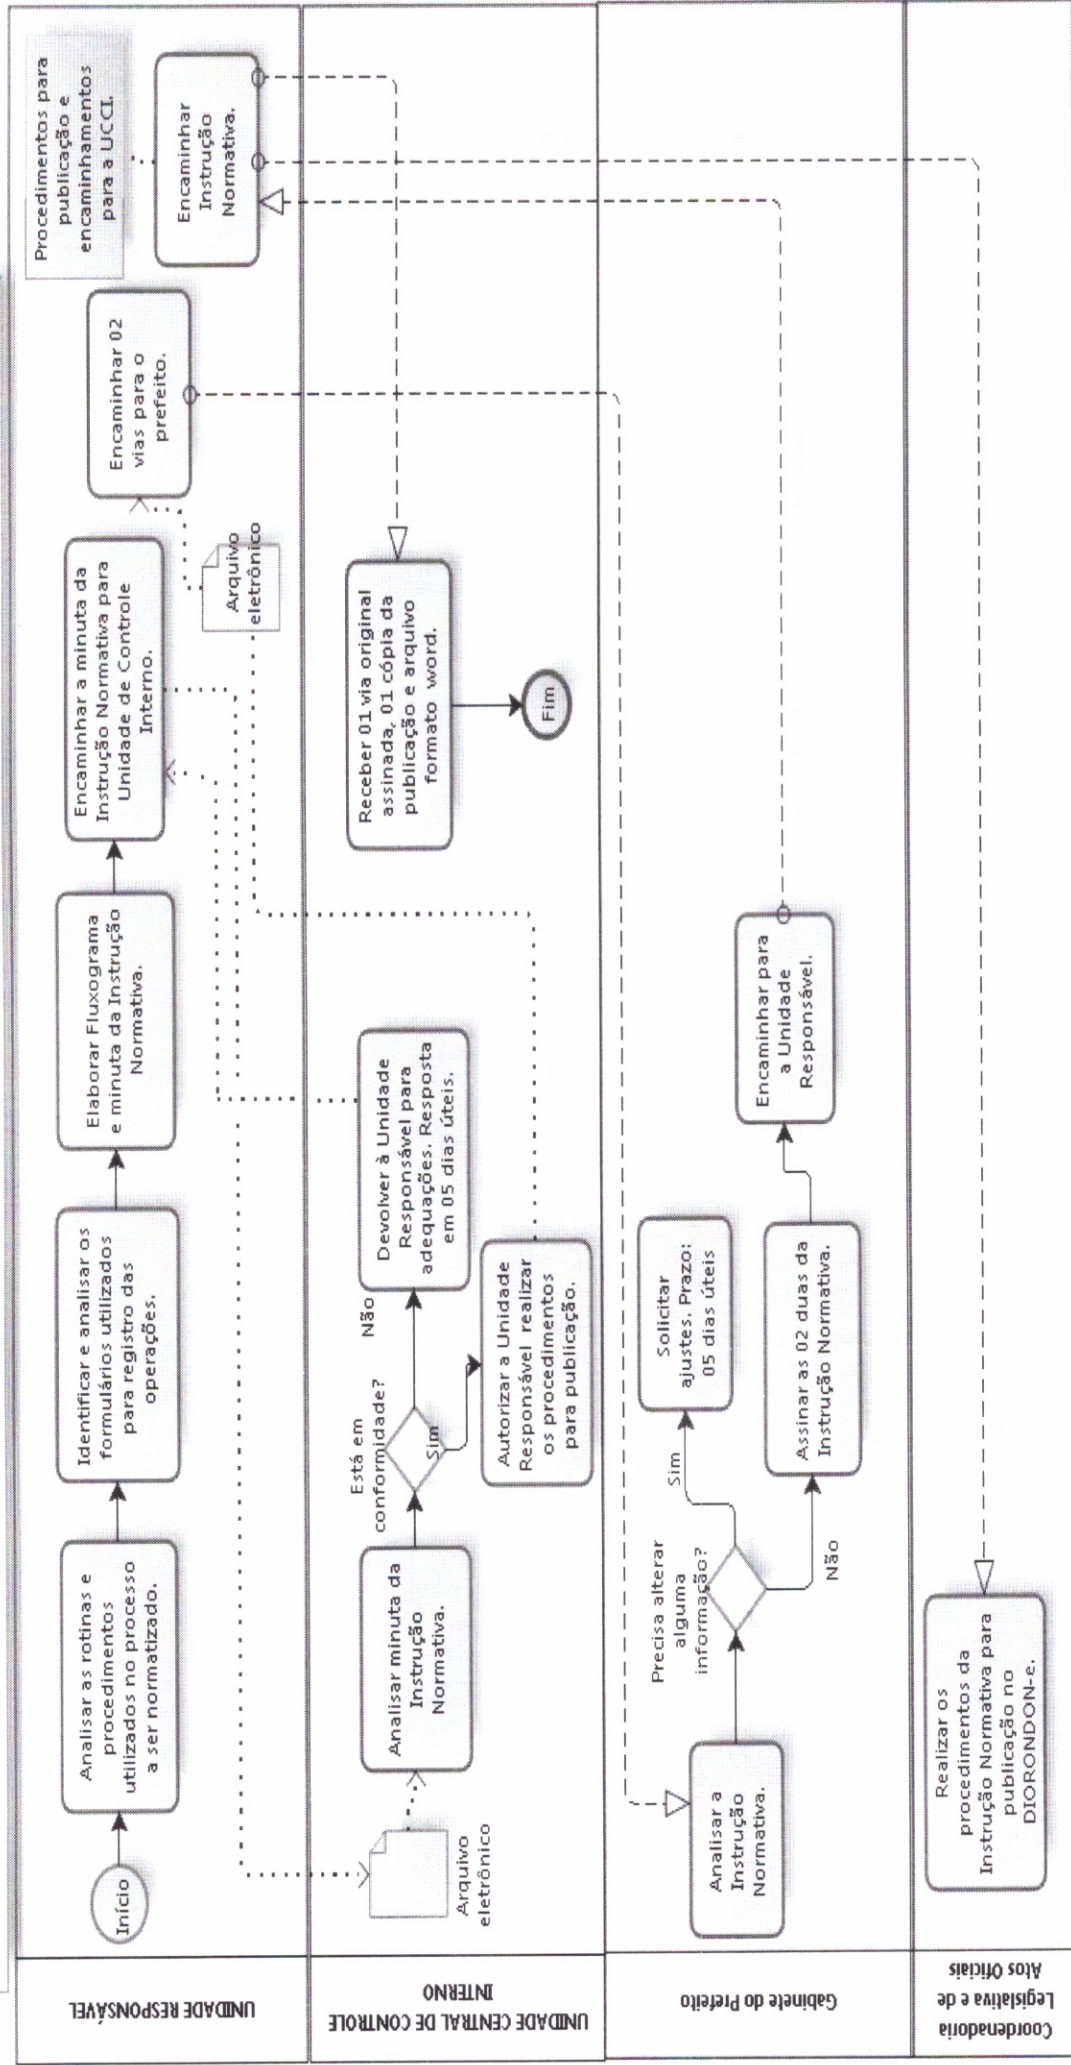 UNIDADE RESPONSÁVEL
Início
Analisar as rotinas e
procedimentos
utilizados no processo
a ser normatizado.
Identificar e analisar os
formulários utilizados
para registro das
operações.
Elaborar Fluxograma
e minuta da Instrução
Normativa.
Encaminhar a minuta da
Instrução Normativa para
Unidade de Controle
Interno.
Arquivo
eletrônico
Encaminhar 02
vias para o
prefeito.
Procedimentos para
publicação e
encaminhamentos
para a UCCI.
Encaminhar
Instrução
Normativa.
UNIDADE CENTRAL DE CONTROLE
INTERNO
Arquivo
eletrônico
Analisar minuta da
Instrução
Normativa.
Está em
conformidade?
Não
Sim
Devolver à Unidade
Responsável para
adequações. Resposta
em 05 dias úteis.
Autorizar a Unidade
Responsável realizar
os procedimentos
para publicação.
Receber 01 via original
assinada, 01 cópia da
publicação e arquivo
formato word.
Fim
Gabinete do Prefeito
Analisar a
Instrução
Normativa.
Precisa alterar
alguma
informação?
Sim
Não
Solicitar
ajustes. Prazo:
05 dias úteis
Assinar as 02 duas da
Instrução Normativa.
Encaminhar para
a Unidade
Responsável.
Coordenadoria
Legislativa e de
Atos Oficiais
Realizar os
procedimentos da
Instrução Normativa para
publicação no
DIORONDON-e.